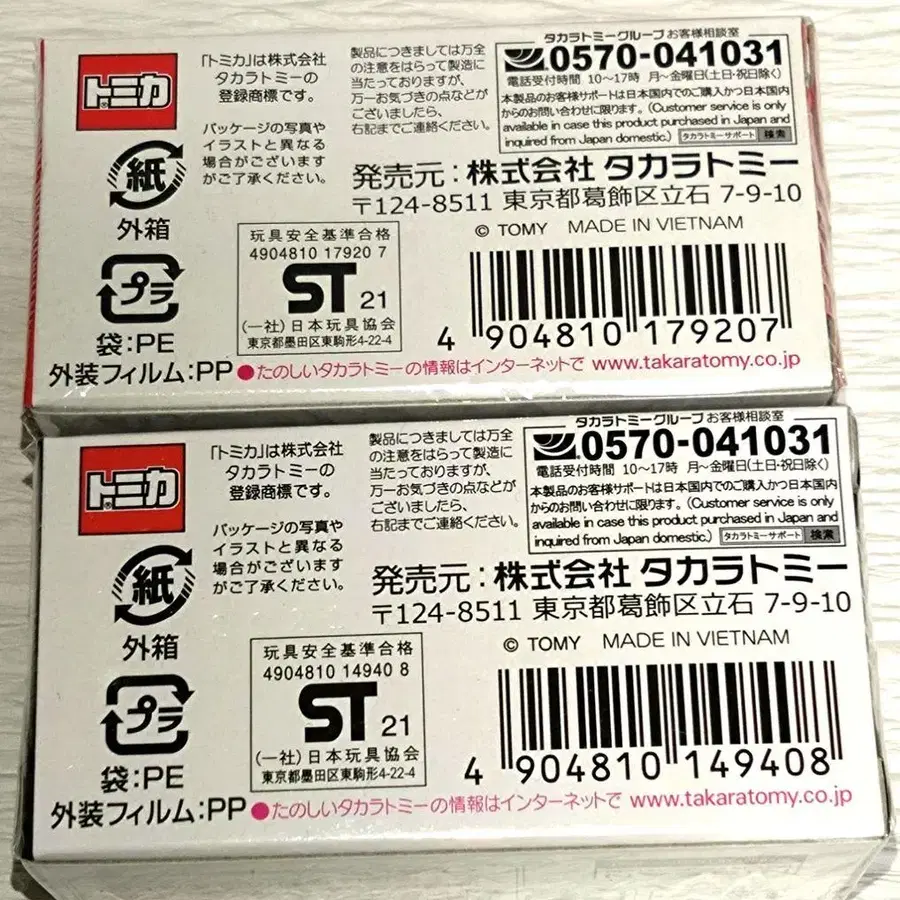 トミカ
「トミカ」は株式会社
タカラトミーの
登録商標です。
パッケージの写真や
イラストと異なる
場合がございます
がご了承ください。
製品につきましては万全
の注意をはらって製造に
当たっておりますが、
万一お気づきの点などが
ございましたら、
右記までご連絡ください。
タカラトミーグループお客様相談室
0570-041031
電話受付時間 10〜17時 月〜金曜日(土日・祝日除く)
本製品のお客様サポートは日本国内でのご購入かつ日本国内
からのお問い合わせに限ります。(Customer service is only
available in case this product purchased in Japan and
inquired from Japan domestic.) タカラトミーサポート 検索
発売元:株式会社 タカラトミー
〒124-8511 東京都葛飾区立石 7-9-10
© TOMY MADE IN VIETNAM
紙
外箱
プラ
袋:PE
外装フィルム:PP
玩具安全基準合格
4904810 17920 7
ST 21
(一社)日本玩具協会
東京都墨田区東駒形4-22-4
4 904810 179207
●たのしいタカラトミーの情報はインターネットで www.takaratomy.co.jp
トミカ
「トミカ」は株式会社
タカラトミーの
登録商標です。
パッケージの写真や
イラストと異なる
場合がございます
がご了承ください。
製品につきましては万全
の注意をはらって製造に
当たっておりますが、
万一お気づきの点などが
ございましたら、
右記までご連絡ください。
タカラトミーグループお客様相談室
0570-041031
電話受付時間 10〜17時 月〜金曜日(土日・祝日除く)
本製品のお客様サポートは日本国内でのご購入かつ日本国内
からのお問い合わせに限ります。(Customer service is only
available in case this product purchased in Japan and
inquired from Japan domestic.) タカラトミーサポート 検索
発売元:株式会社 タカラトミー
〒124-8511 東京都葛飾区立石 7-9-10
© TOMY MADE IN VIETNAM
紙
外箱
プラ
袋:PE
外装フィルム:PP
玩具安全基準合格
4904810 14940 8
ST 21
(一社)日本玩具協会
東京都墨田区東駒形4-22-4
4 904810 149408
●たのしいタカラトミーの情報はインターネットで www.takaratomy.co.jp